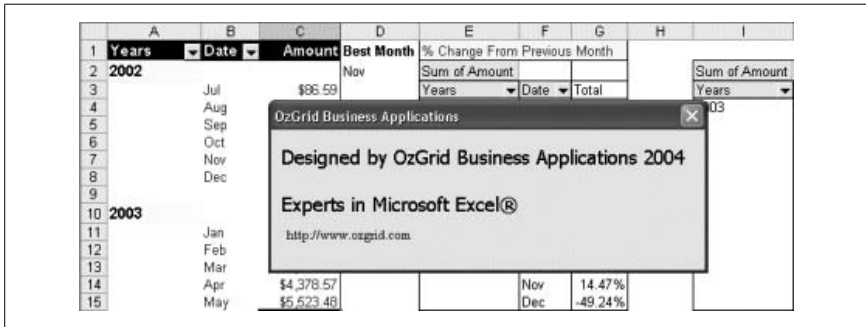 A B C D E F G H I
1 Years Date Amount Best Month % Change From Previous Month
2 2002 Nov Sum of Amount Sum of Amount
3 Jul $86.59 Years Date Total Years
4 Aug 003
5 Sep
6 Oct
7 Nov
8 Dec
9
10 2003
11 Jan
12 Feb
13 Mar
14 Apr $4,378.57 Nov 14.47%
15 May $5,523.48 Dec -49.24%
OzGrid Business Applications
Designed by OzGrid Business Applications 2004
Experts in Microsoft Excel®
http://www.ozgrid.com